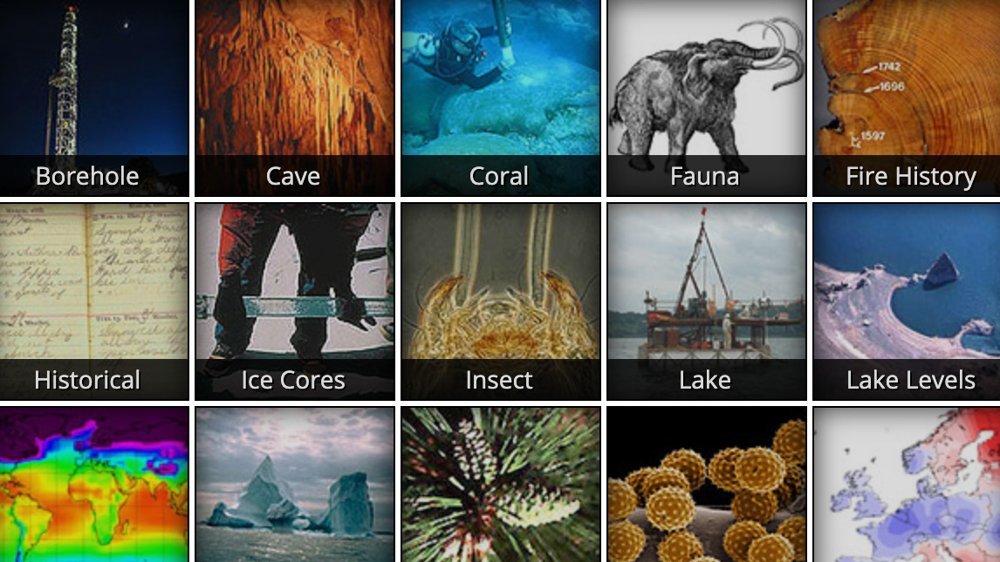 Borehole
Cave
Coral
Fauna
1742
1696
1597
Fire History
Historical
Ice Cores
Insect
Lake
Lake Levels